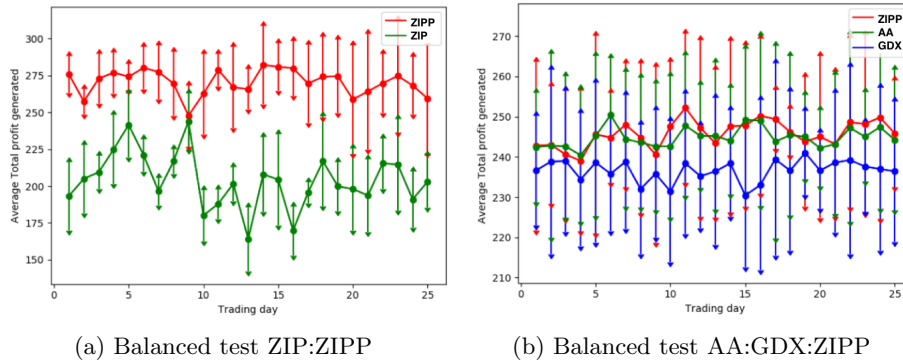 ZIPP
ZIP
300
275
250
225
200
175
150
Average Total profit generated
0
5
10
15
20
25
Trading day
(a) Balanced test ZIP:ZIPP
ZIPP
AA
GDX
280
270
260
250
240
230
220
210
Average Total profit generated
0
5
10
15
20
25
Trading day
(b) Balanced test AA:GDX:ZIPP